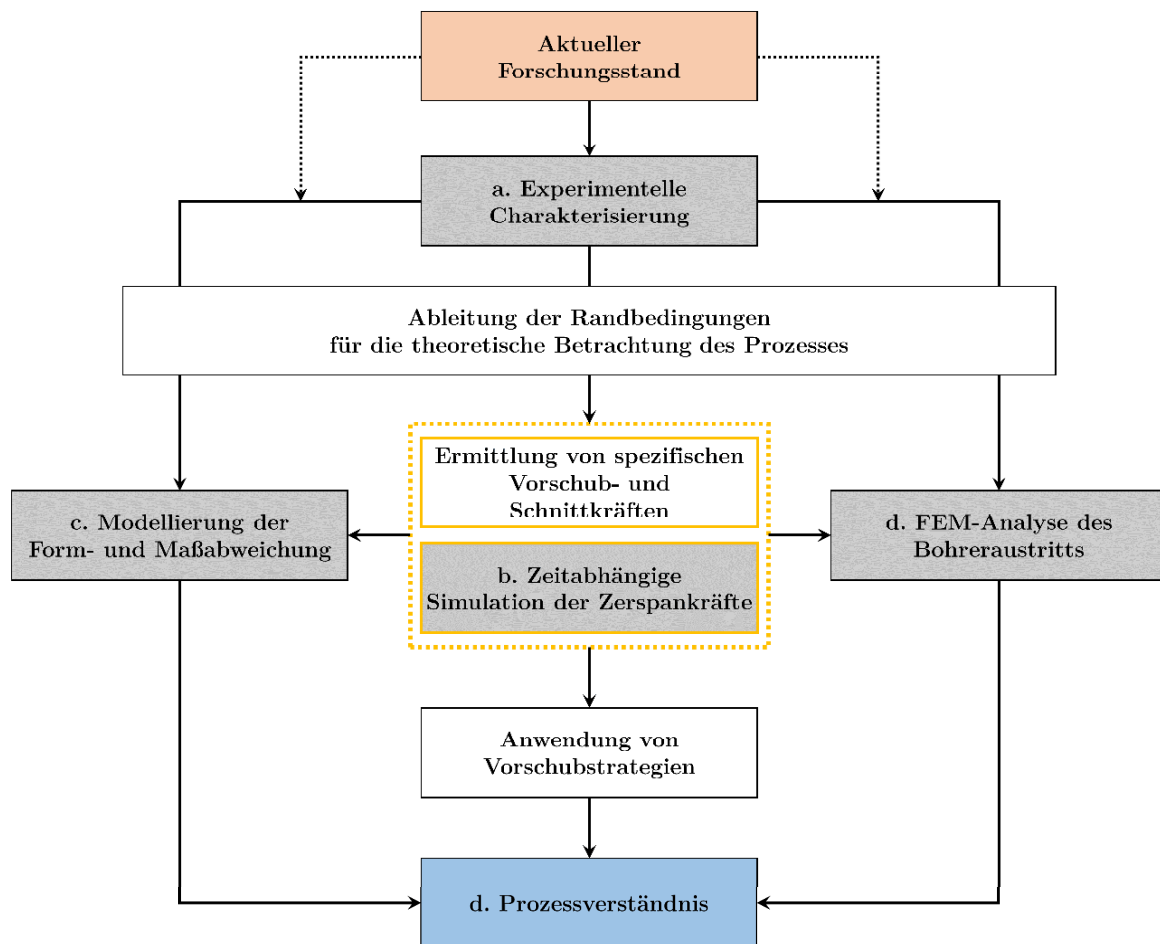 Aktueller
Forschungsstand
a. Experimentelle
Charakterisierung
Ableitung der Randbedingungen
für die theoretische Betrachtung des Prozesses
Ermittlung von spezifischen
Vorschub- und
Schnittkräften
c. Modellierung der
Form- und Maßabweichung
b. Zeitabhängige
Simulation der Zerspankräfte
d. FEM-Analyse des
Bohreraustritts
Anwendung von
Vorschubstrategien
d. Prozessverständnis